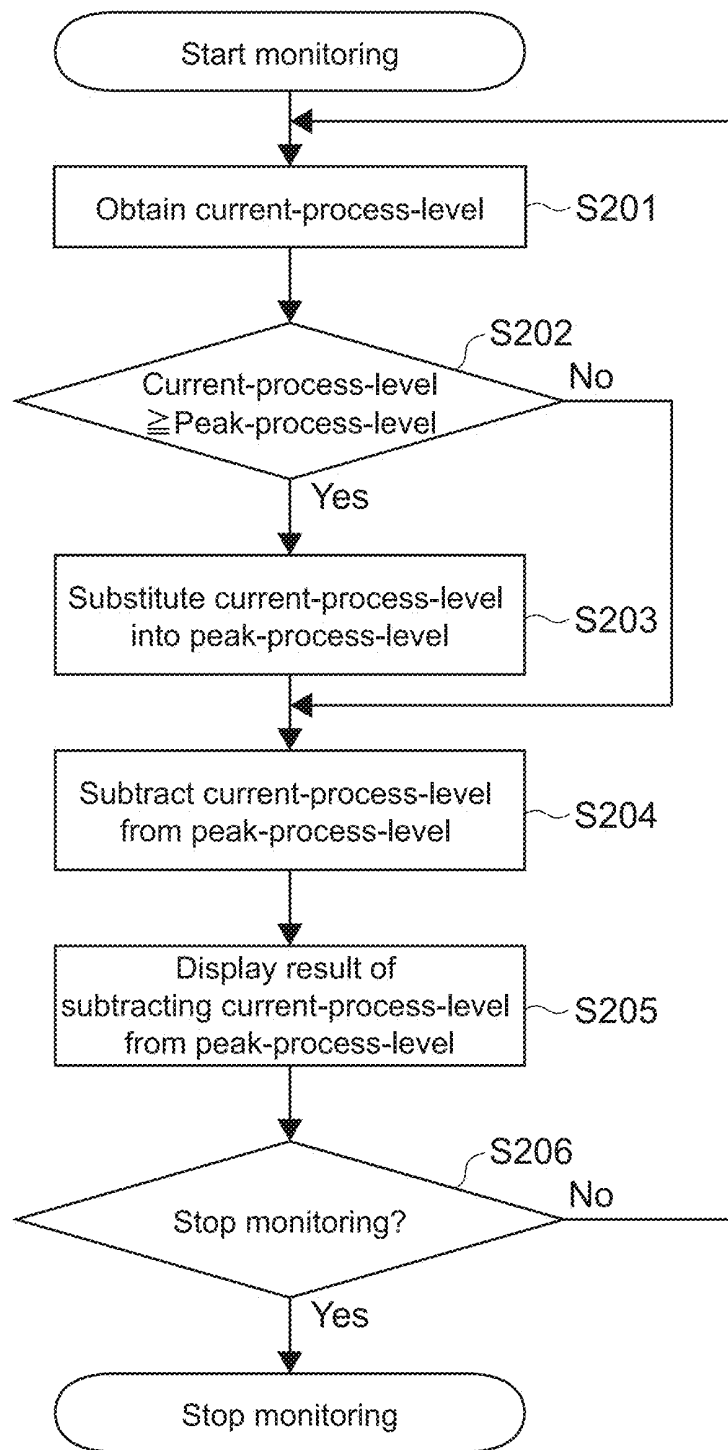 Start monitoring
Obtain current-process-level
S201
S202
Current-process-level
≧Peak-process-level
No
Yes
Substitute current-process-level
into peak-process-level
S203
Subtract current-process-level
from peak-process-level
S204
Display result of
subtracting current-process-level
from peak-process-level
S205
S206
Stop monitoring?
No
Yes
Stop monitoring